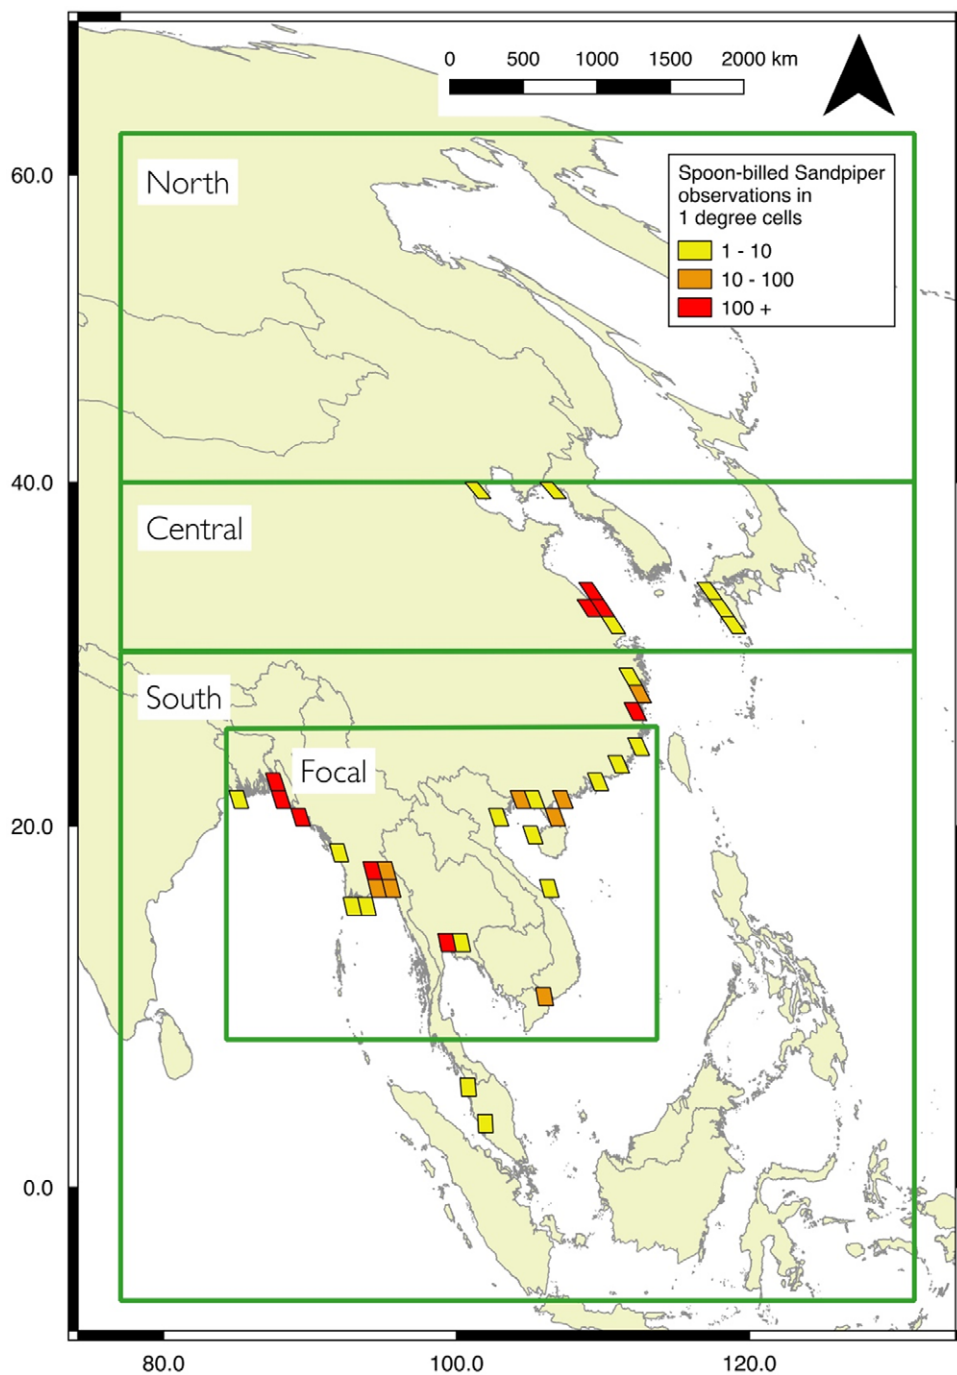 0 500 1000 1500 2000 km
60.0
North
Spoon-billed Sandpiper
observations in
1 degree cells
1 - 10
10 - 100
100 +
40.0
Central
South
Focal
20.0
0.0
80.0 100.0 120.0